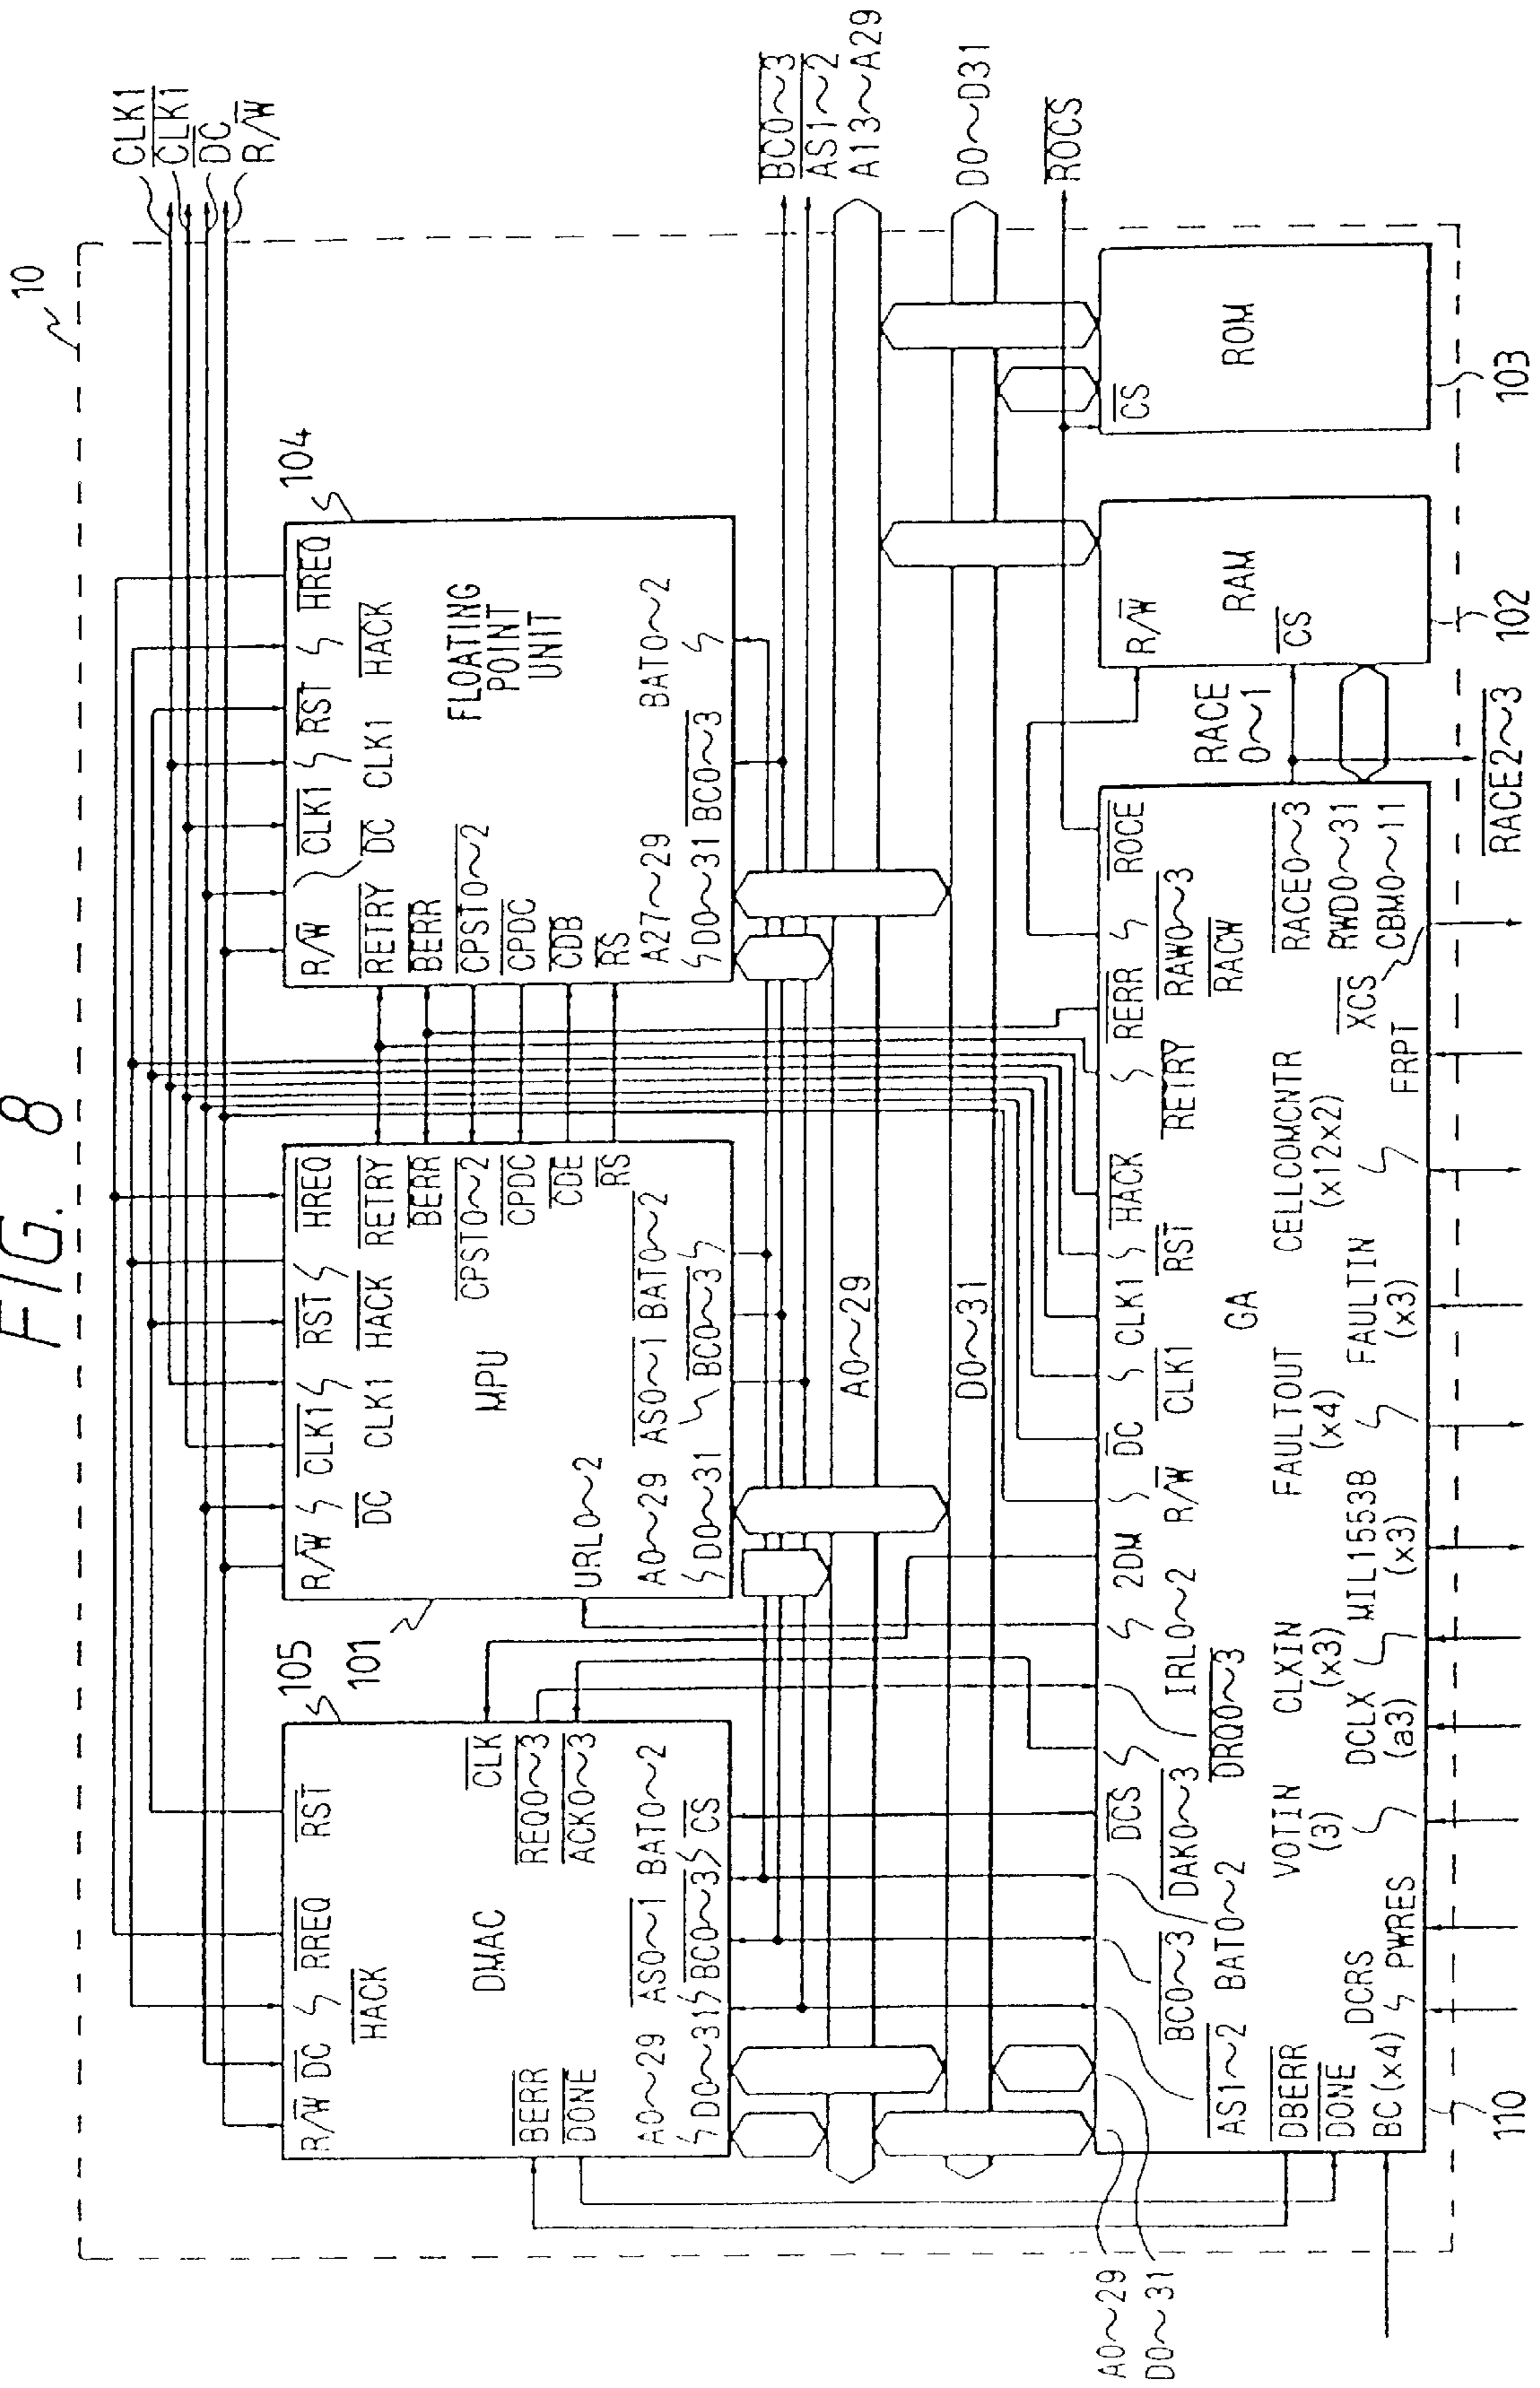 FIG. 8
10
CLK1
CLK1
DC
R/W
105
R/W DC RREQ RST
HACK
DMAC
CLK
REQ0~3
ACK0~3
BERR
DONE
A0~29 AS0~1 BAT0~2
D0~31 BC0~3 CS
101
R/W CLK1 RST HREQ
DC CLK1 HACK RETRY
BERR
MPU
CPST0~2
CPDC
CDE
RS
URL0~2
A0~29 AS0~1 BAT0~2
D0~31 BC0~3
104
R/W CLK1 RST HREQ
DC CLK1 HACK
RETRY
BERR
CPST0~2
CPDC
CDB
RS
FLOATING
POINT
UNIT
A27~29 BAT0~2
D0~31 BC0~3
BC0~3
AS1~2
A13~A29
D0~D31
ROCS
A0~29
D0~31
A0~29
D0~31
DCS 2DM DC CLK1 HACK RERR ROCE
DAK0~3 IRL0~2 R/W CLK1 RST RETRY RAW0~3
BC0~3 DRQ0~3 RACW
AS1~2 BAT0~2
GA
DBERR
DONE
BC(x4)
DCRS
PWRES
VOTIN
(3)
CLXIN
(x3)
DCLX
(a3)
MIL1553B
(x3)
FAULTOUT
(x4)
FAULTIN
(x3)
CELLCOMCNTR
(x12x2)
FRPT
XCS
RACE0~3
RWD0~31
CBM0~11
110
RACE
0~1
RACE2~3
R/W
RAM
CS
102
CS
ROM
103